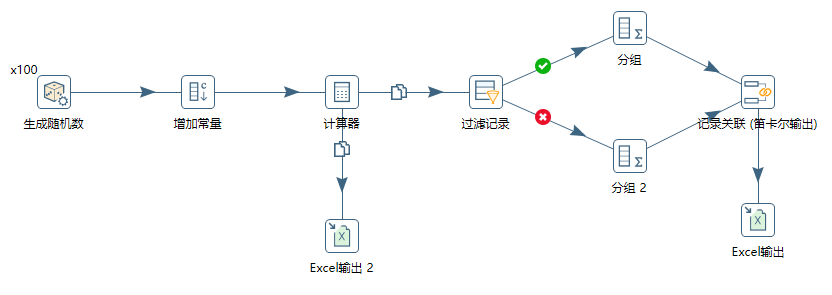 x100
生成随机数
增加常量
计算器
过滤记录
分组
分组 2
记录关联 (笛卡尔输出)
Excel输出 2
Excel输出